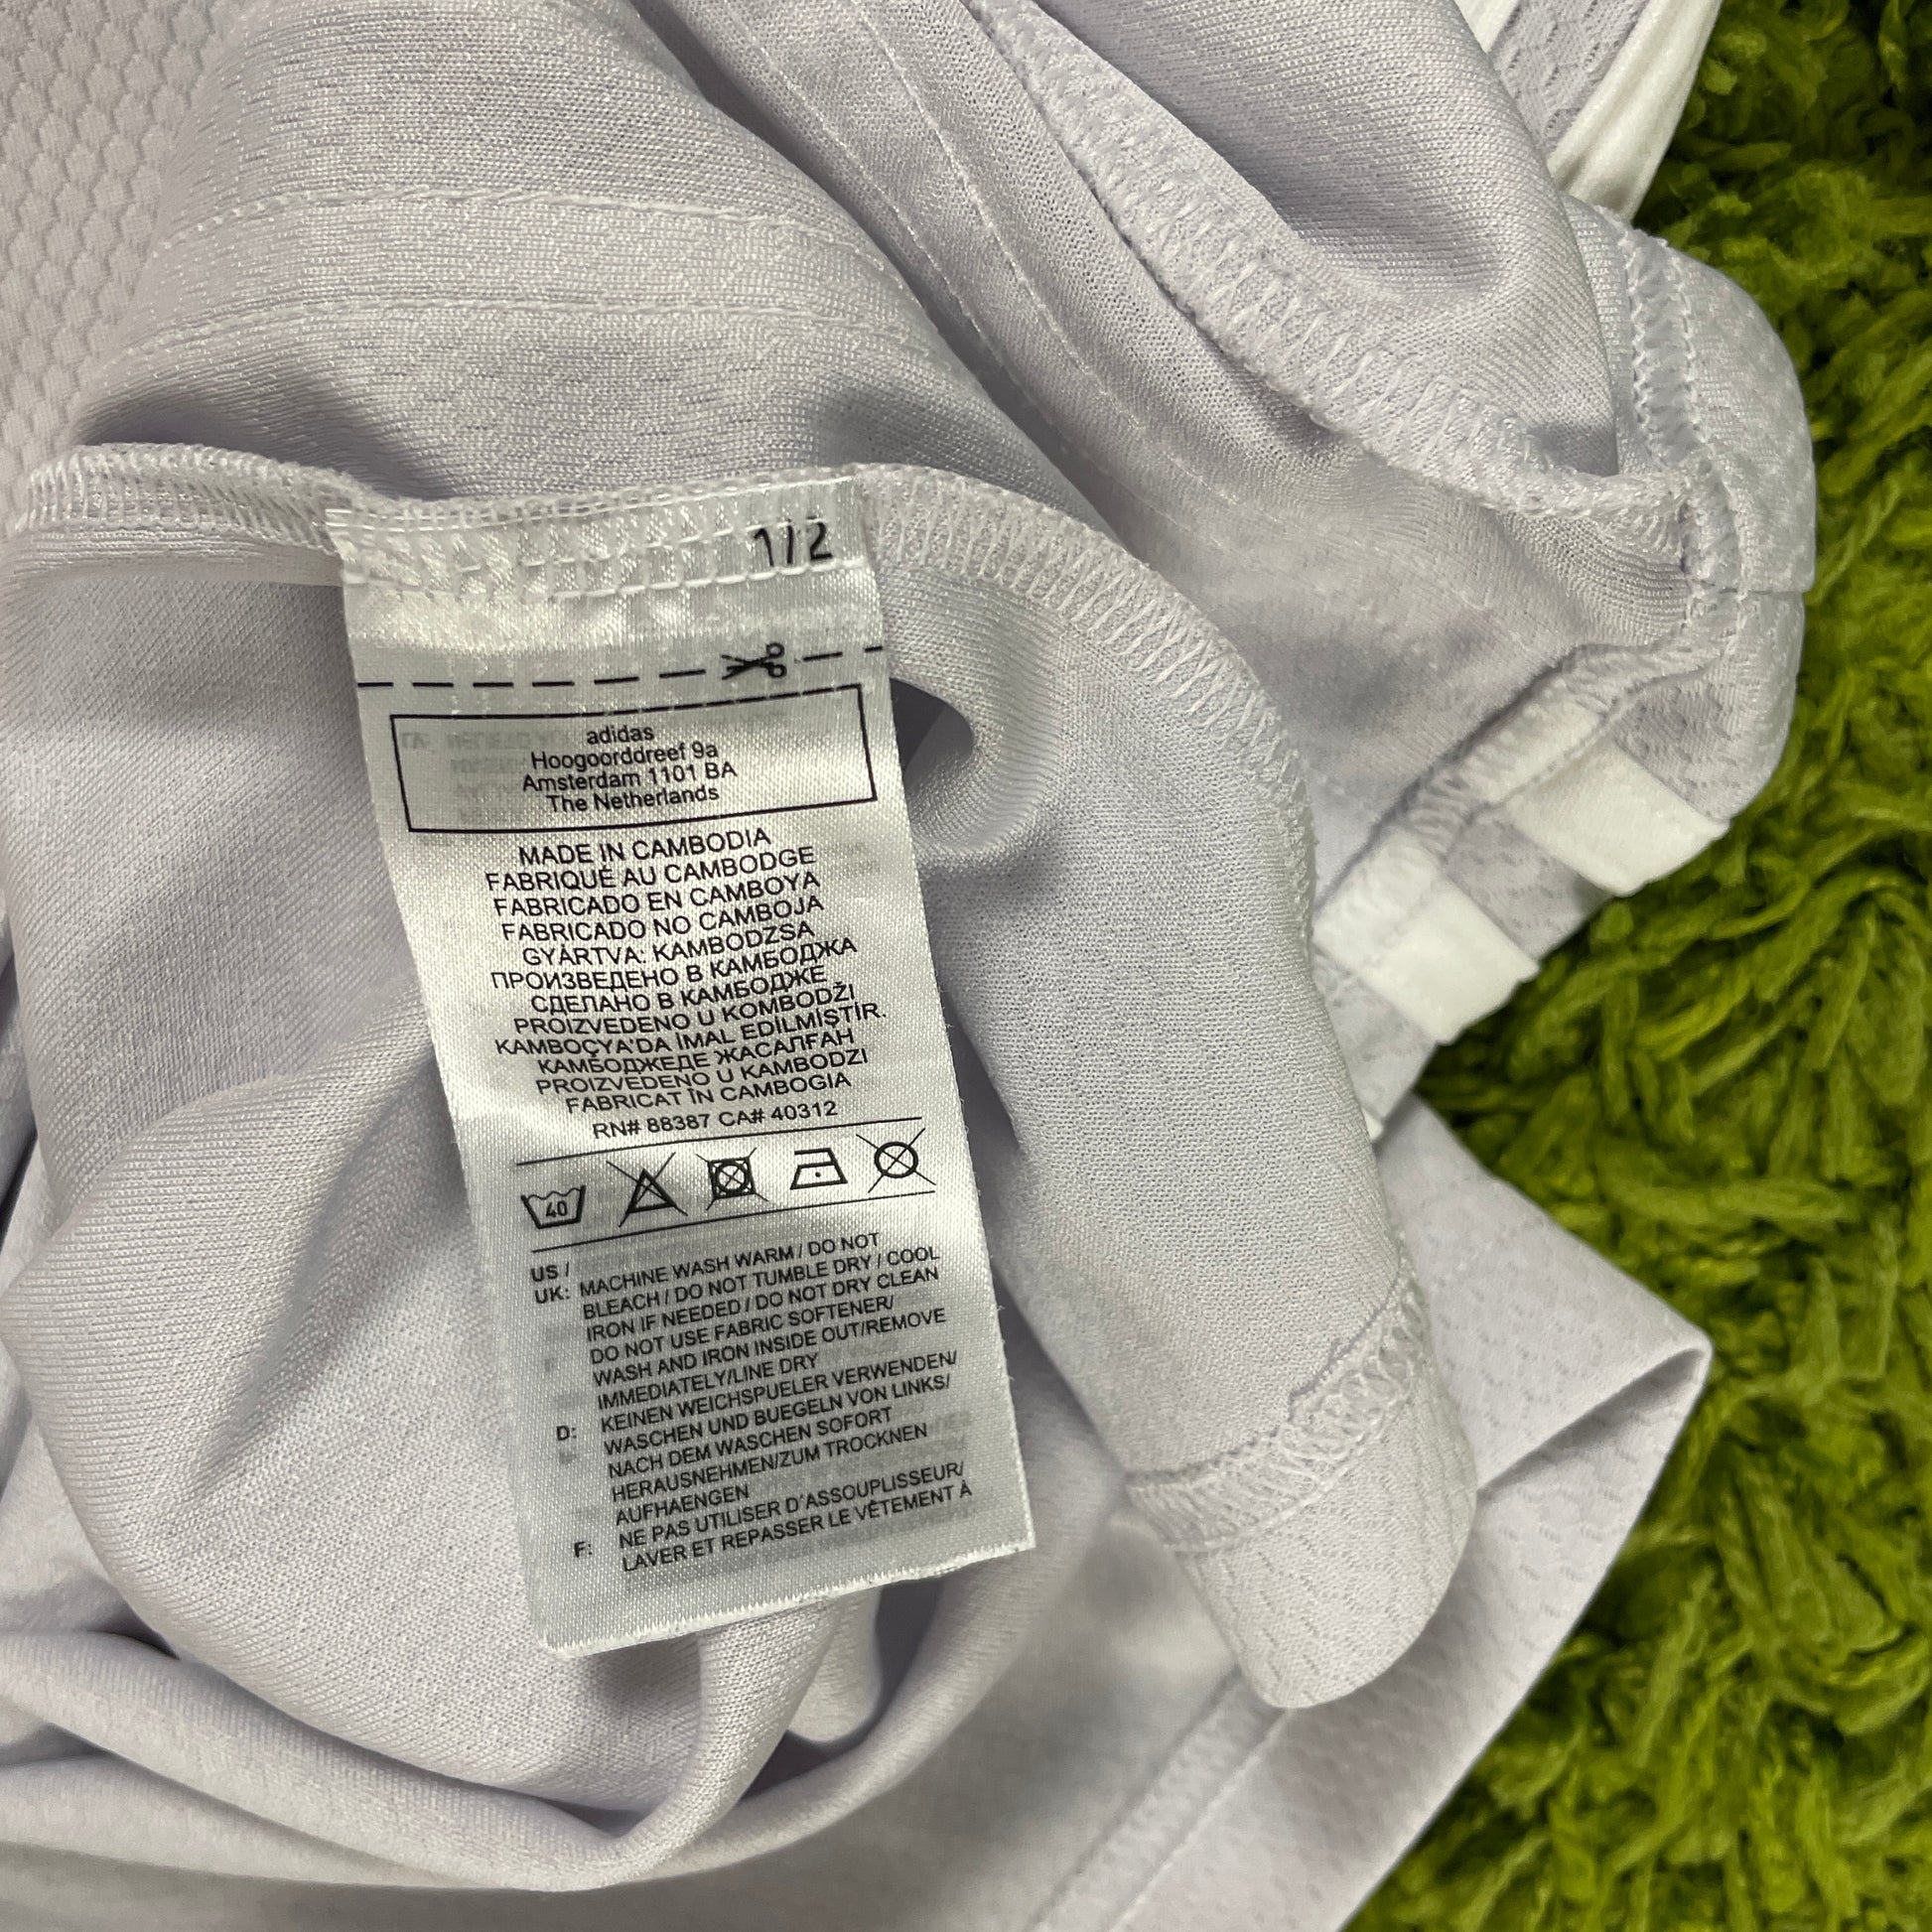 1/2
adidas
Hoogoorddreef 9a
Amsterdam 1101 BA
The Netherlands
MADE IN CAMBODIA
FABRIQUÉ AU CAMBODGE
FABRICADO EN CAMBOYA
FABRICADO NO CAMBOJA
GYÁRTVA: KAMBODZSA
ПРОИЗВЕДЕНО В КАМБОДЖА
СДЕЛАНО В КАМБОДЖЕ
PROIZVEDENO U KOMBODŽI
KAMBOÇYA'DA İMAL EDİLMİŞTİR.
КАМБОДЖЕДЕ ЖАСАЛҒАН
PROIZVEDENO U KAMBODZI
FABRICAT ÎN CAMBOGIA
RN# 88387 CA# 40312
40
US /
UK: MACHINE WASH WARM / DO NOT
BLEACH / DO NOT TUMBLE DRY / COOL
IRON IF NEEDED / DO NOT DRY CLEAN
DO NOT USE FABRIC SOFTENER/
WASH AND IRON INSIDE OUT/REMOVE
IMMEDIATELY/LINE DRY
D: KEINEN WEICHSPUELER VERWENDEN/
WASCHEN UND BUEGELN VON LINKS/
NACH DEM WASCHEN SOFORT
HERAUSNEHMEN/ZUM TROCKNEN
AUFHAENGEN
F: NE PAS UTILISER D'ASSOUPLISSEUR/
LAVER ET REPASSER LE VÊTEMENT À